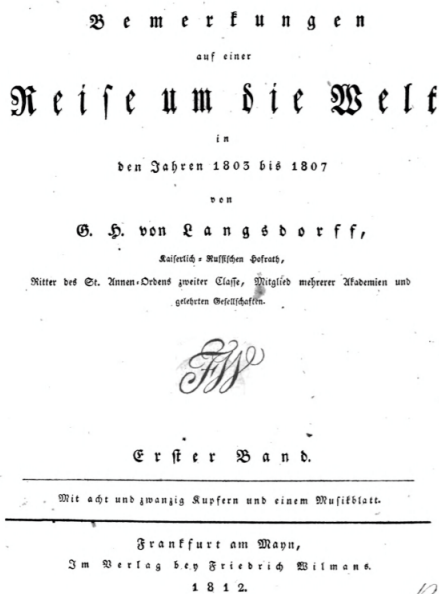 Bemerkungen
auf einer
Reise um die Welt
in
den Jahren 1803 bis 1807
von
G. H. von Langsdorff,
Kaiserlich-Russischen Hofrath,
Ritter des St. Annen-Ordens zweiter Classe, Mitglied mehrerer Akademien und
gelehrten Gesellschaften.
FW
Erster Band.
Mit acht und zwanzig Kupfern und einem Musikblatt.
Frankfurt am Mayn,
Im Verlag bey Friedrich Wilmans.
1812.